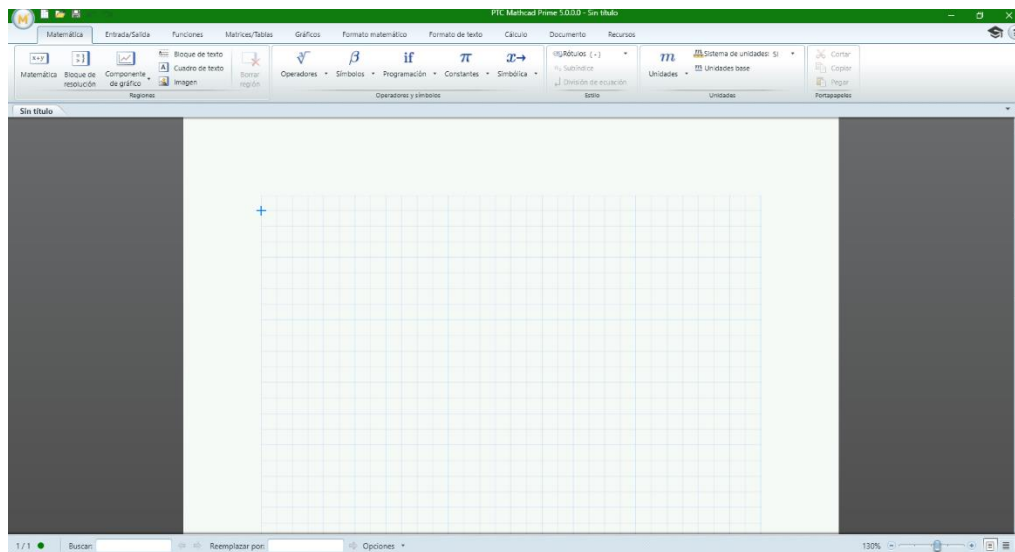 PTC Mathcad Prime 5.0.0.0 - Sin título
Matemática Entrada/Salida Funciones Matrices/Tablas Gráficos Formato matemático Formato de texto Cálculo Documento Recursos
Matemática
Bloque de resolución
Componente de gráfico
Bloque de texto
Cuadro de texto
Imagen
Borrar región
Regiones
Operadores Símbolos Programación Constantes Simbólica
Operadores y símbolos
Rótulos (-)
Subíndice
División de ecuación
Estilo
Unidades
Sistema de unidades: SI
Unidades base
Unidades
Cortar
Copiar
Pegar
Portapapeles
Sin título
1/1 Buscar: Reemplazar por: Opciones 130%